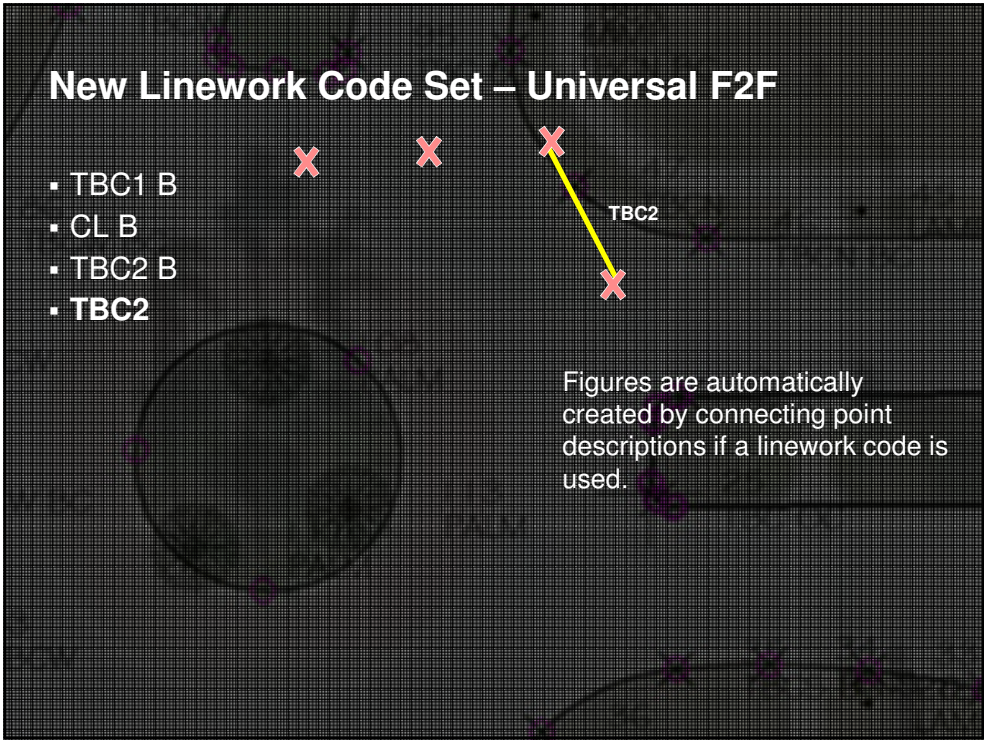 New Linework Code Set – Universal F2F
▪ TBC1 B
▪ CL B
▪ TBC2 B
▪ TBC2
TBC2
Figures are automatically
created by connecting point
descriptions if a linework code is
used.
PALM